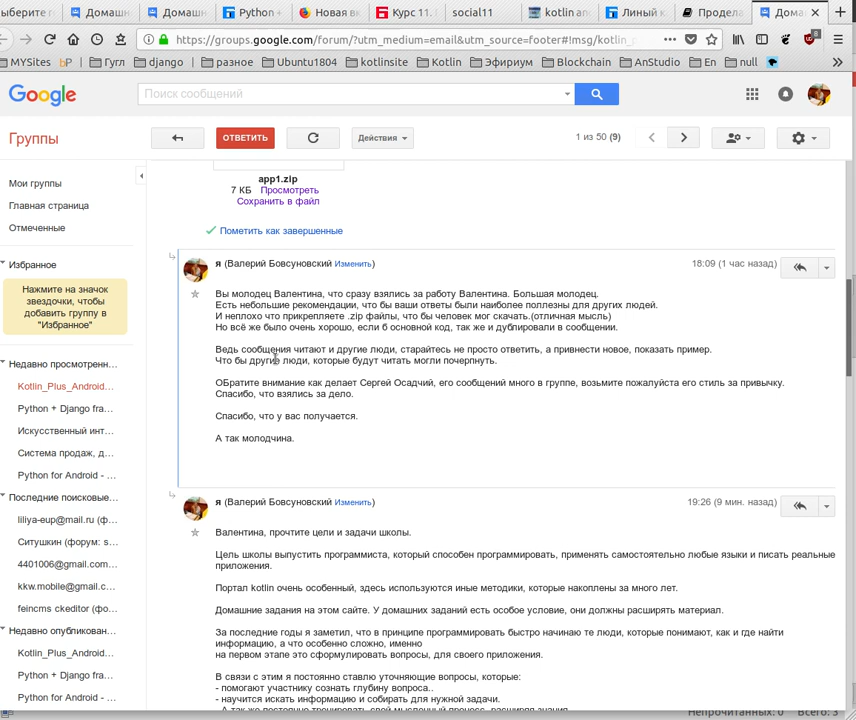 ыберите г
Домашн
Домашн
Python +
Новая вк
Курс 11.
social11
kotlin an
Линый к
Продела
Дома
https://groups.google.com/forum/?utm_medium=email&utm_source=footer#!msg/kotlin_
MYSites
Гугл
django
разное
Ubuntu1804
kotlinsite
Kotlin
Эфириум
Blockchain
AnStudio
En
null
Google
Поиск сообщений
Группы
ОТВЕТИТЬ
Действия
1 из 50 (9)
Мои группы
Главная страница
Отмеченные
Избранное
Нажмите на значок
звездочки, чтобы
добавить группу в
"Избранное"
Недавно просмотренн...
Kotlin_Plus_Android...
Python + Django fra...
Искусственный инт...
Система продаж, д...
Python for Android - ...
Последние поисковые...
liliya-eup@mail.ru (ф...
Ситушкин (форум: s...
4401006@gmail.com...
kkw.mobile@gmail.c...
feincms ckeditor (фо...
Недавно опубликован...
Kotlin_Plus_Android...
Python + Django fra...
Python for Android - ...
app1.zip
7 КБ Просмотреть
Сохранить в файл
Пометить как завершенные
я (Валерий Бовсуновский Изменить)
18:09 (1 час назад)
Вы молодец Валентина, что сразу взялись за работу Валентина. Большая молодец.
Есть небольшие рекомендации, что бы ваши ответы были наиболее поллезны для других людей.
И неплохо что прикрепляете .zip файлы, что бы человек мог скачать.(отличная мысль)
Но всё же было очень хорошо, если б основной код, так же и дублировали в сообщении.
Ведь сообщения читают и другие люди, старайтесь не просто ответить, а привнести новое, показать пример.
Что бы другие люди, которые будут читать могли почерпнуть.
ОБратите внимание как делает Сергей Осадчий, его сообщений много в группе, возьмите пожалуйста его стиль за привычку.
Спасибо, что взялись за дело.
Спасибо, что у вас получается.
А так молодчина.
я (Валерий Бовсуновский Изменить)
19:26 (9 мин. назад)
Валентина, прочтите цели и задачи школы.
Цель школы выпустить программиста, который способен программировать, применять самостоятельно любые языки и писать реальные
приложения.
Портал kotlin очень особенный, здесь используются иные методики, которые накоплены за много лет.
Домашние задания на этом сайте. У домашних заданий есть особое условие, они должны расширять материал.
За последние годы я заметил, что в принципе программировать быстро начинаю те люди, которые понимают, как и где найти
информацию, а что особенно сложно, именно
на первом этапе это сформулировать вопросы, для своего приложения.
В связи с этим я постоянно ставлю уточняющие вопросы, которые:
- помогают участнику сознать глубину вопроса..
- научится искать информацию и собирать для нужной задачи.
- А так же постоянно тренировать свой мысленный процесс, расширяя знания
Непрочитанных: 0
Всего: 3